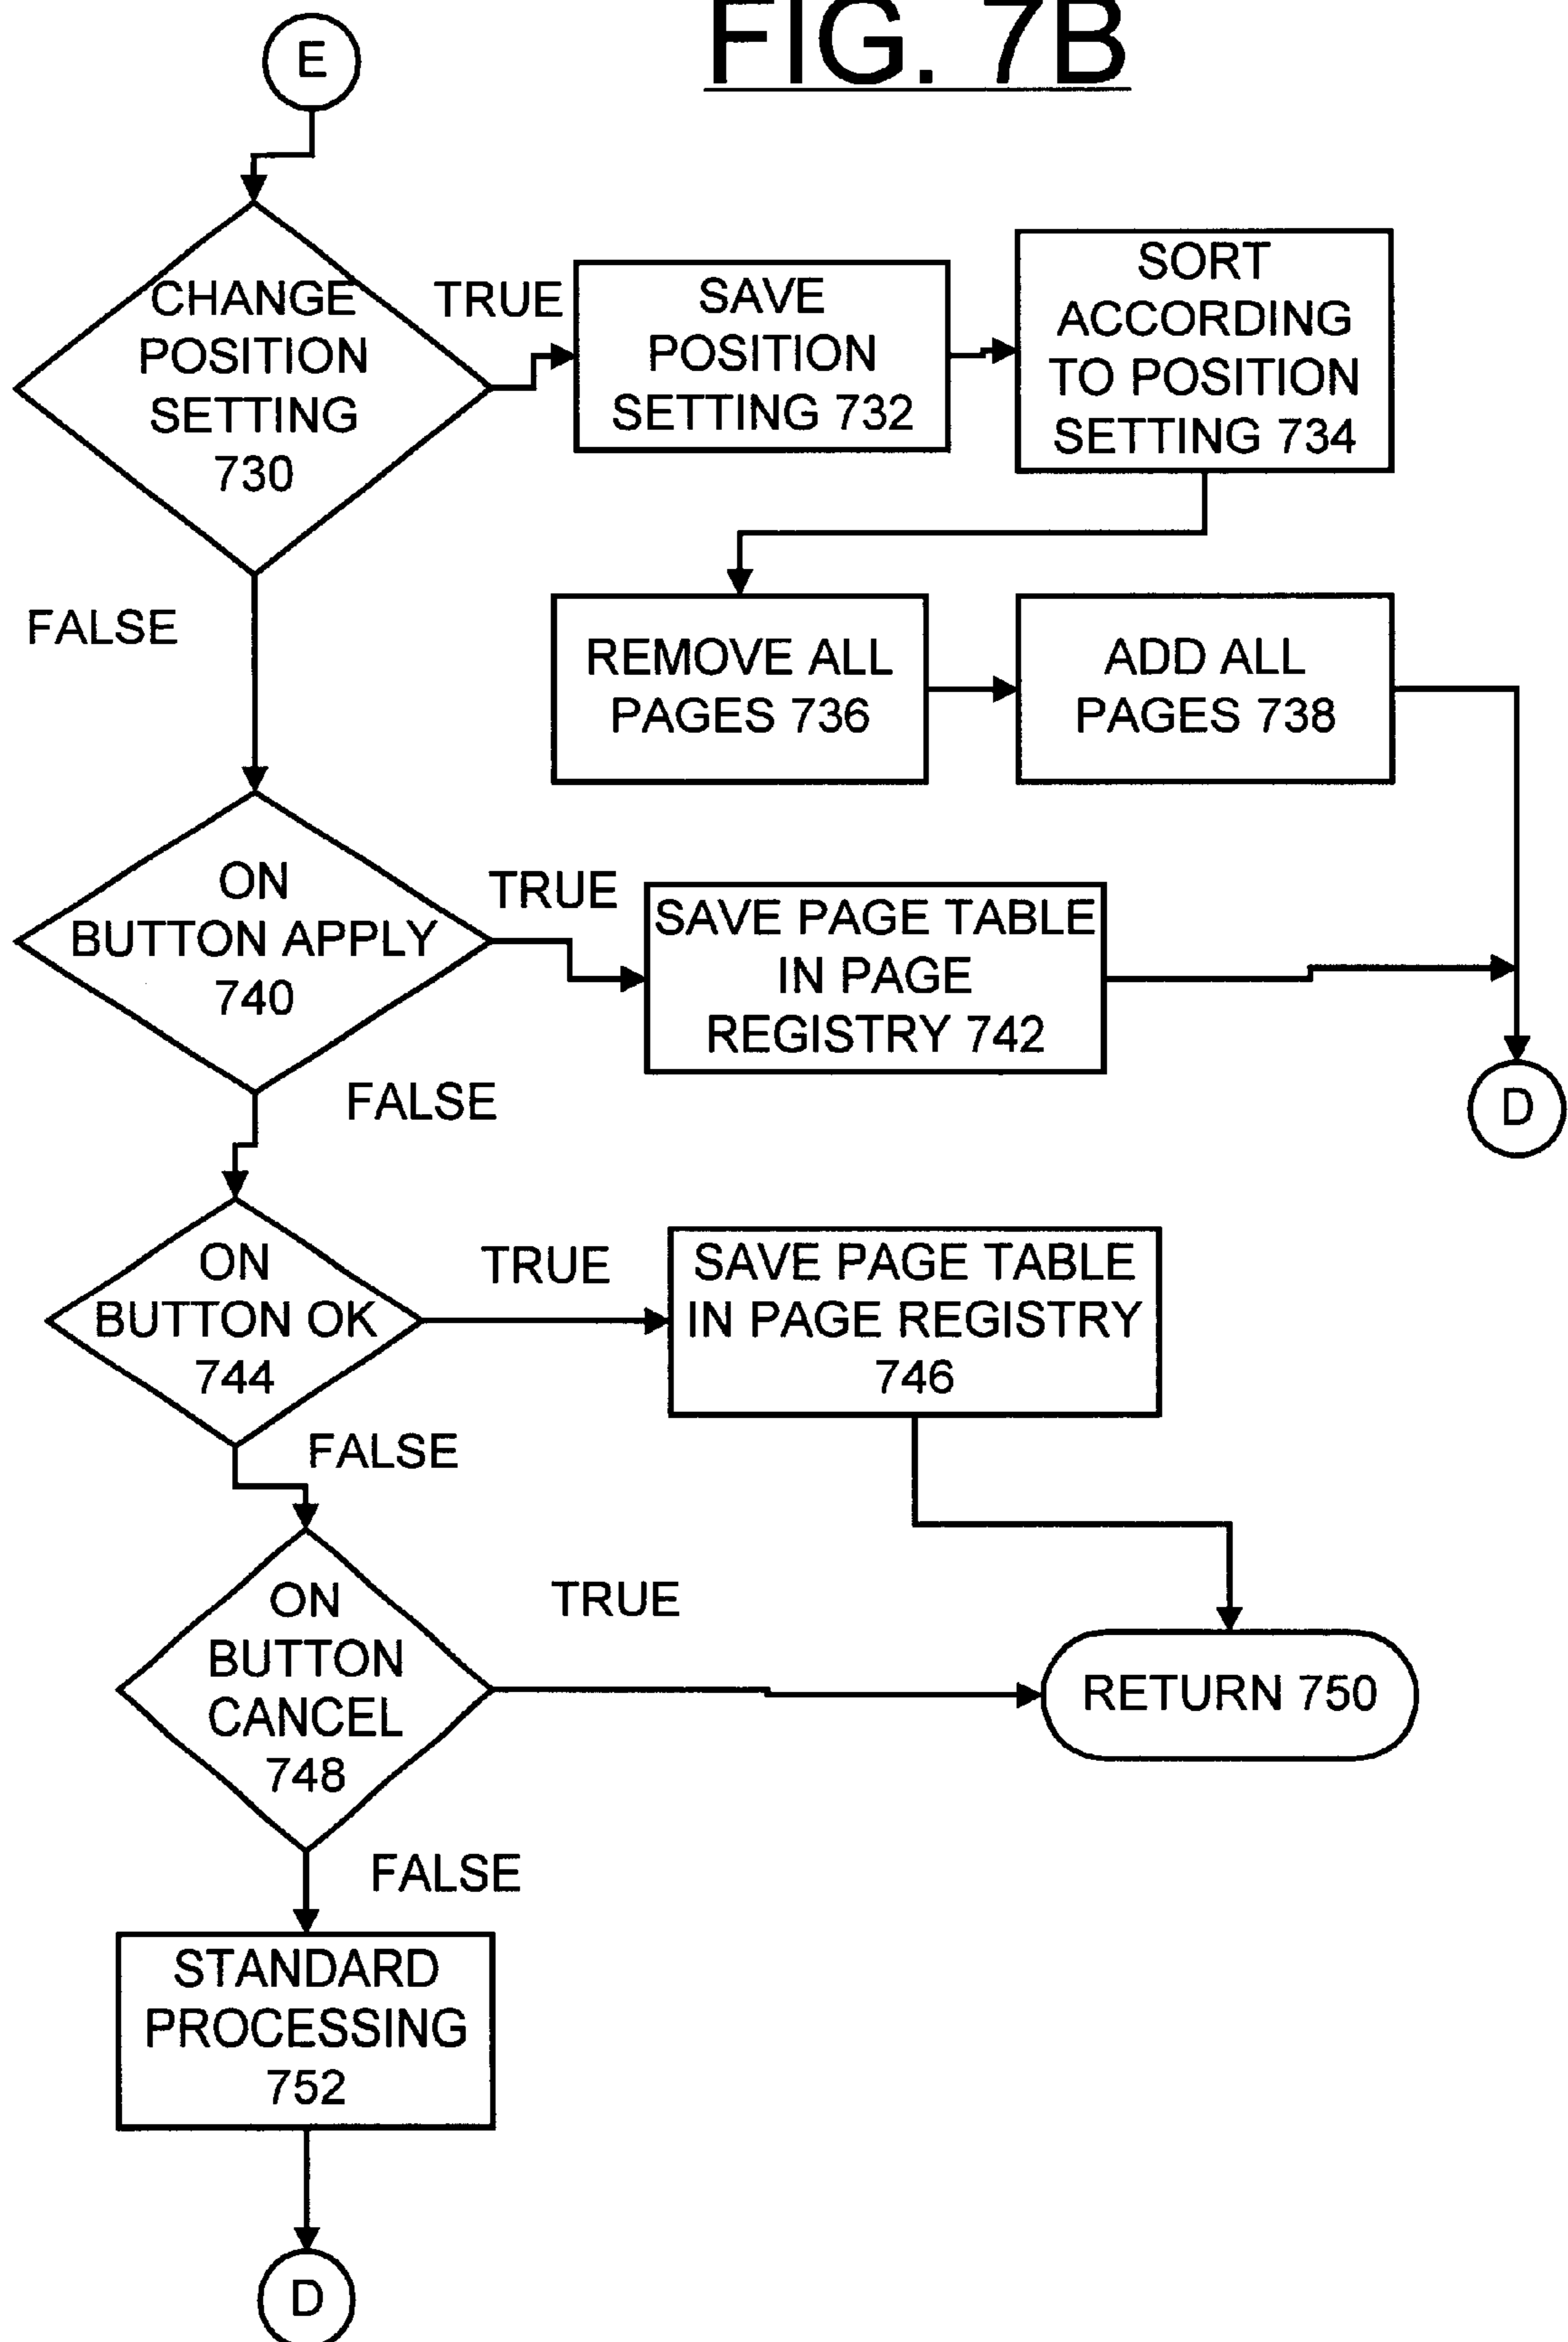 FIG. 7B
E
CHANGE
POSITION
SETTING
730
TRUE
SAVE
POSITION
SETTING 732
SORT
ACCORDING
TO POSITION
SETTING 734
FALSE
REMOVE ALL
PAGES 736
ADD ALL
PAGES 738
ON
BUTTON APPLY
740
TRUE
SAVE PAGE TABLE
IN PAGE
REGISTRY 742
D
FALSE
ON
BUTTON OK
744
TRUE
SAVE PAGE TABLE
IN PAGE REGISTRY
746
FALSE
ON
BUTTON
CANCEL
748
TRUE
RETURN 750
FALSE
STANDARD
PROCESSING
752
D